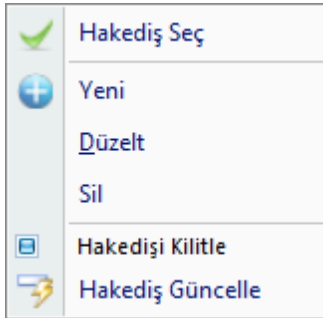 Hakediş Seç
Yeni
Düzelt
Sil
Hakedişi Kilitle
Hakediş Güncelle